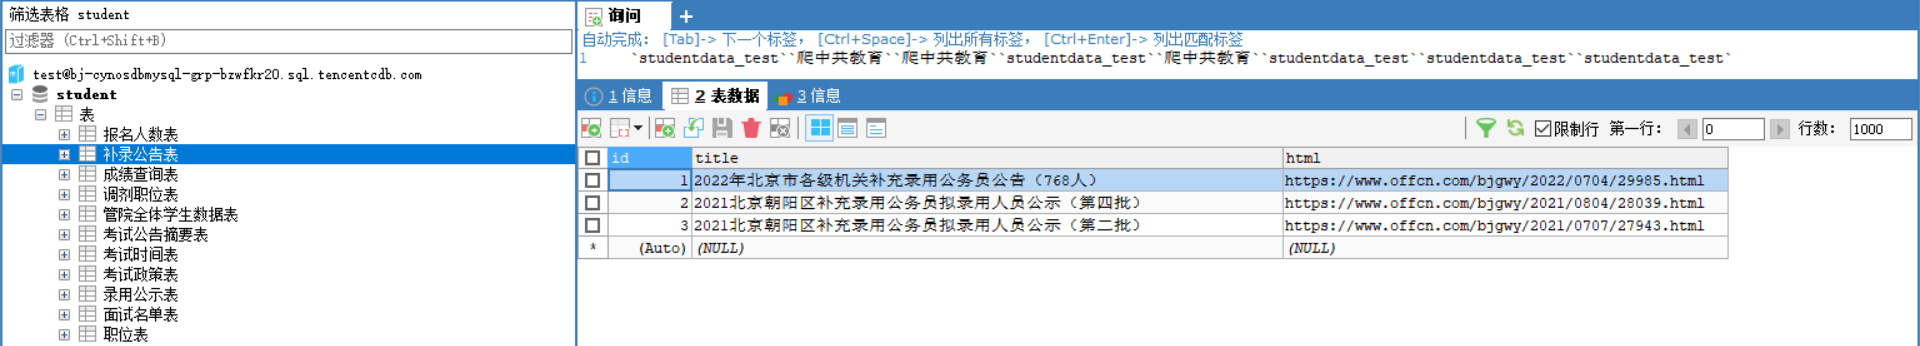 筛选表格 student
过滤器 (Ctrl+Shift+B)
test@bj-cynosdbmysql-grp-bzwfkr20.sql.tencentcdb.com
student
表
报名人数表
补录公告表
成绩查询表
调剂职位表
管院全体学生数据表
考试公告摘要表
考试时间表
考试政策表
录用公示表
面试名单表
职位表
询问 +
自动完成: [Tab]-> 下一个标签, [Ctrl+Space]-> 列出所有标签, [Ctrl+Enter]-> 列出匹配标签
1 `studentdata_test``爬中共教育``爬中共教育``studentdata_test``爬中共教育``studentdata_test``studentdata_test``studentdata_test`
1 信息 2 表数据 3 信息
限制行 第一行: 0 行数: 1000
id title html
1 2022年北京市各级机关补充录用公务员公告（768人） https://www.offcn.com/bjgwy/2022/0704/29985.html
2 2021北京朝阳区补充录用公务员拟录用人员公示（第四批） https://www.offcn.com/bjgwy/2021/0804/28039.html
3 2021北京朝阳区补充录用公务员拟录用人员公示（第二批） https://www.offcn.com/bjgwy/2021/0707/27943.html
* (Auto) (NULL) (NULL)